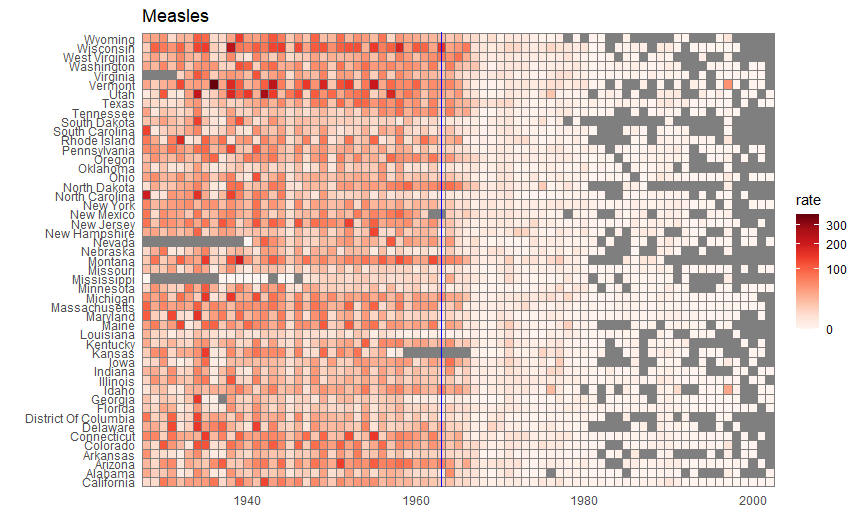 Measles
Wyoming
Wisconsin
West Virginia
Washington
Virginia
Vermont
Utah
Texas
Tennessee
South Dakota
South Carolina
Rhode Island
Pennsylvania
Oregon
Oklahoma
Ohio
North Dakota
North Carolina
New York
New Mexico
New Jersey
New Hampshire
Nevada
Nebraska
Montana
Missouri
Mississippi
Minnesota
Michigan
Massachusetts
Maryland
Maine
Louisiana
Kentucky
Kansas
Iowa
Indiana
Illinois
Idaho
Georgia
Florida
District Of Columbia
Delaware
Connecticut
Colorado
Arkansas
Arizona
Alabama
California
1940 1960 1980 2000
rate
300
200
100
0